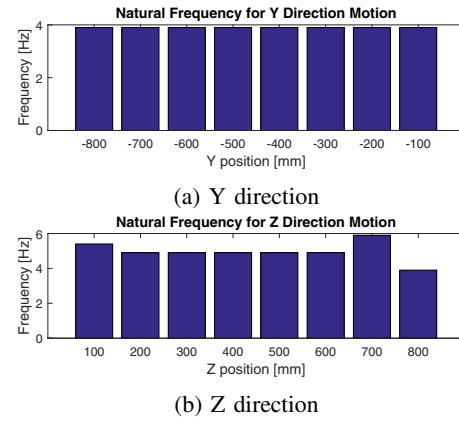 Natural Frequency for Y Direction Motion
Frequency [Hz]
4
2
0
-800 -700 -600 -500 -400 -300 -200 -100
Y position [mm]
(a) Y direction
Natural Frequency for Z Direction Motion
Frequency [Hz]
6
4
2
0
100 200 300 400 500 600 700 800
Z position [mm]
(b) Z direction